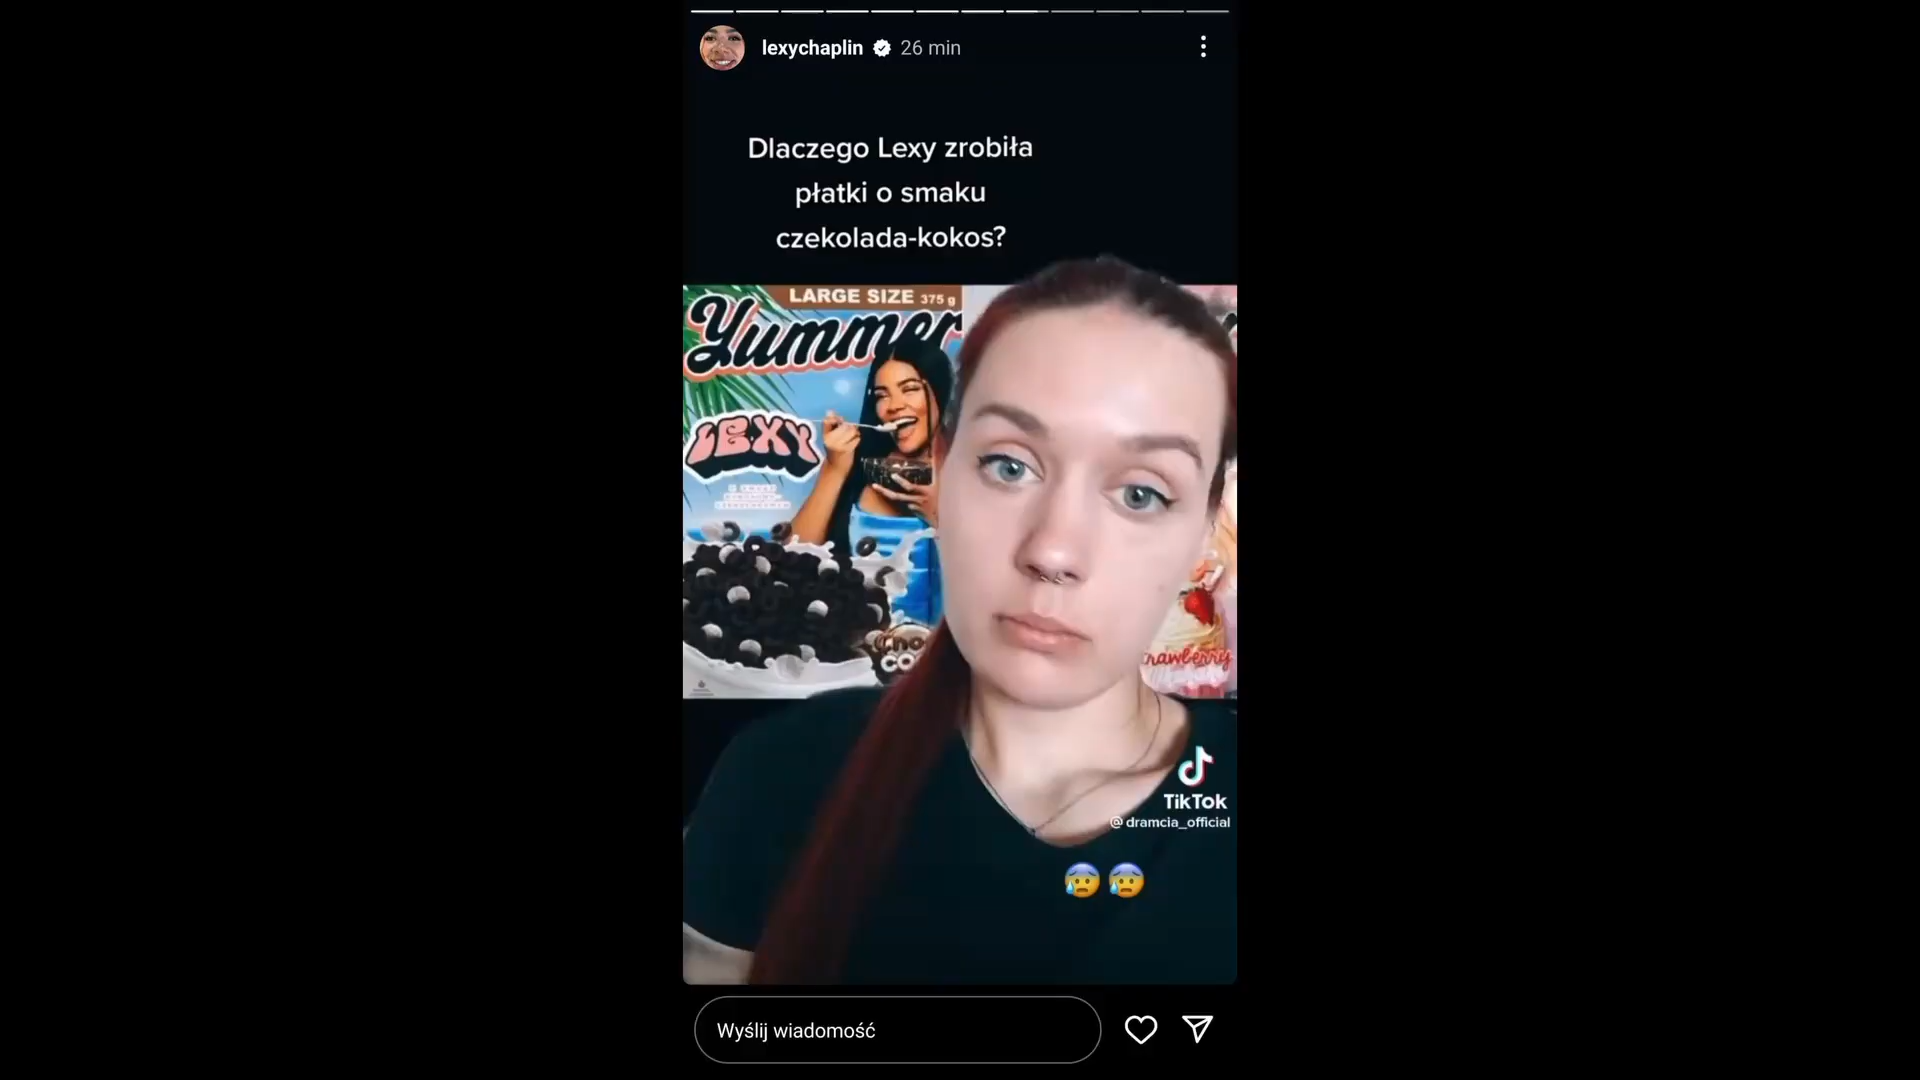 lexychaplin 26 min
Dlaczego Lexy zrobiła
płatki o smaku
czekolada-kokos?
LARGE SIZE 375 g
Yummer
LEXY
rawberry
TikTok
@dramcia_official
Wyślij wiadomość